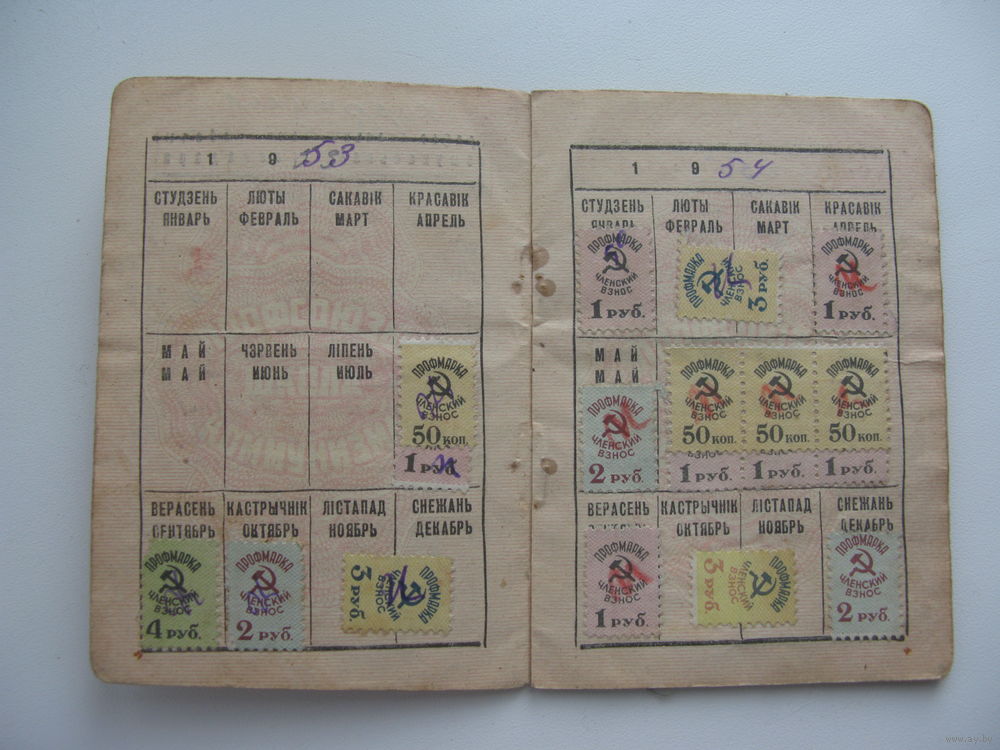 1 9 53
СТУДЗЕНЬ ЛЮТЫ САКАВІК КРАСАВІК
ЯНВАРЬ ФЕВРАЛЬ МАРТ АПРЕЛЬ
МАЙ ЧЭРВЕНЬ ЛІПЕНЬ
МАЙ ИЮНЬ ИЮЛЬ
ПРОФМАРКА
ЧЛЕНСКИЙ
ВЗНОС
50 КОП.
1 РУБ.
ВЕРАСЕНЬ КАСТРЫЧНІК ЛІСТАПАД СНЕЖАНЬ
СЕНТЯБРЬ ОКТЯБРЬ НОЯБРЬ ДЕКАБРЬ
ПРОФМАРКА ПРОФМАРКА ПРОФМАРКА
ЧЛЕНСКИЙ ЧЛЕНСКИЙ ЧЛЕНСКИЙ
ВЗНОС ВЗНОС ВЗНОС
4 РУБ. 2 РУБ. 3 РУБ.
1 9 54
СТУДЗЕНЬ ЛЮТЫ САКАВІК КРАСАВІК
ЯНВАРЬ ФЕВРАЛЬ МАРТ АПРЕЛЬ
ПРОФМАРКА ПРОФМАРКА ПРОФМАРКА
ЧЛЕНСКИЙ ЧЛЕНСКИЙ ЧЛЕНСКИЙ
ВЗНОС ВЗНОС ВЗНОС
1 РУБ. 3 РУБ. 1 РУБ.
МАЙ
МАЙ
ПРОФМАРКА ПРОФМАРКА ПРОФМАРКА ПРОФМАРКА
ЧЛЕНСКИЙ ЧЛЕНСКИЙ ЧЛЕНСКИЙ ЧЛЕНСКИЙ
ВЗНОС ВЗНОС ВЗНОС ВЗНОС
2 РУБ. 50 КОП. 50 КОП. 50 КОП.
1 РУБ. 1 РУБ. 1 РУБ.
ВЕРАСЕНЬ КАСТРЫЧНІК ЛІСТАПАД СНЕЖАНЬ
ОКТЯБРЬ НОЯБРЬ ДЕКАБРЬ
ПРОФМАРКА ПРОФМАРКА ПРОФМАРКА
ЧЛЕНСКИЙ ЧЛЕНСКИЙ ЧЛЕНСКИЙ
ВЗНОС ВЗНОС ВЗНОС
1 РУБ. 3 РУБ. 2 РУБ.
www.ay.by